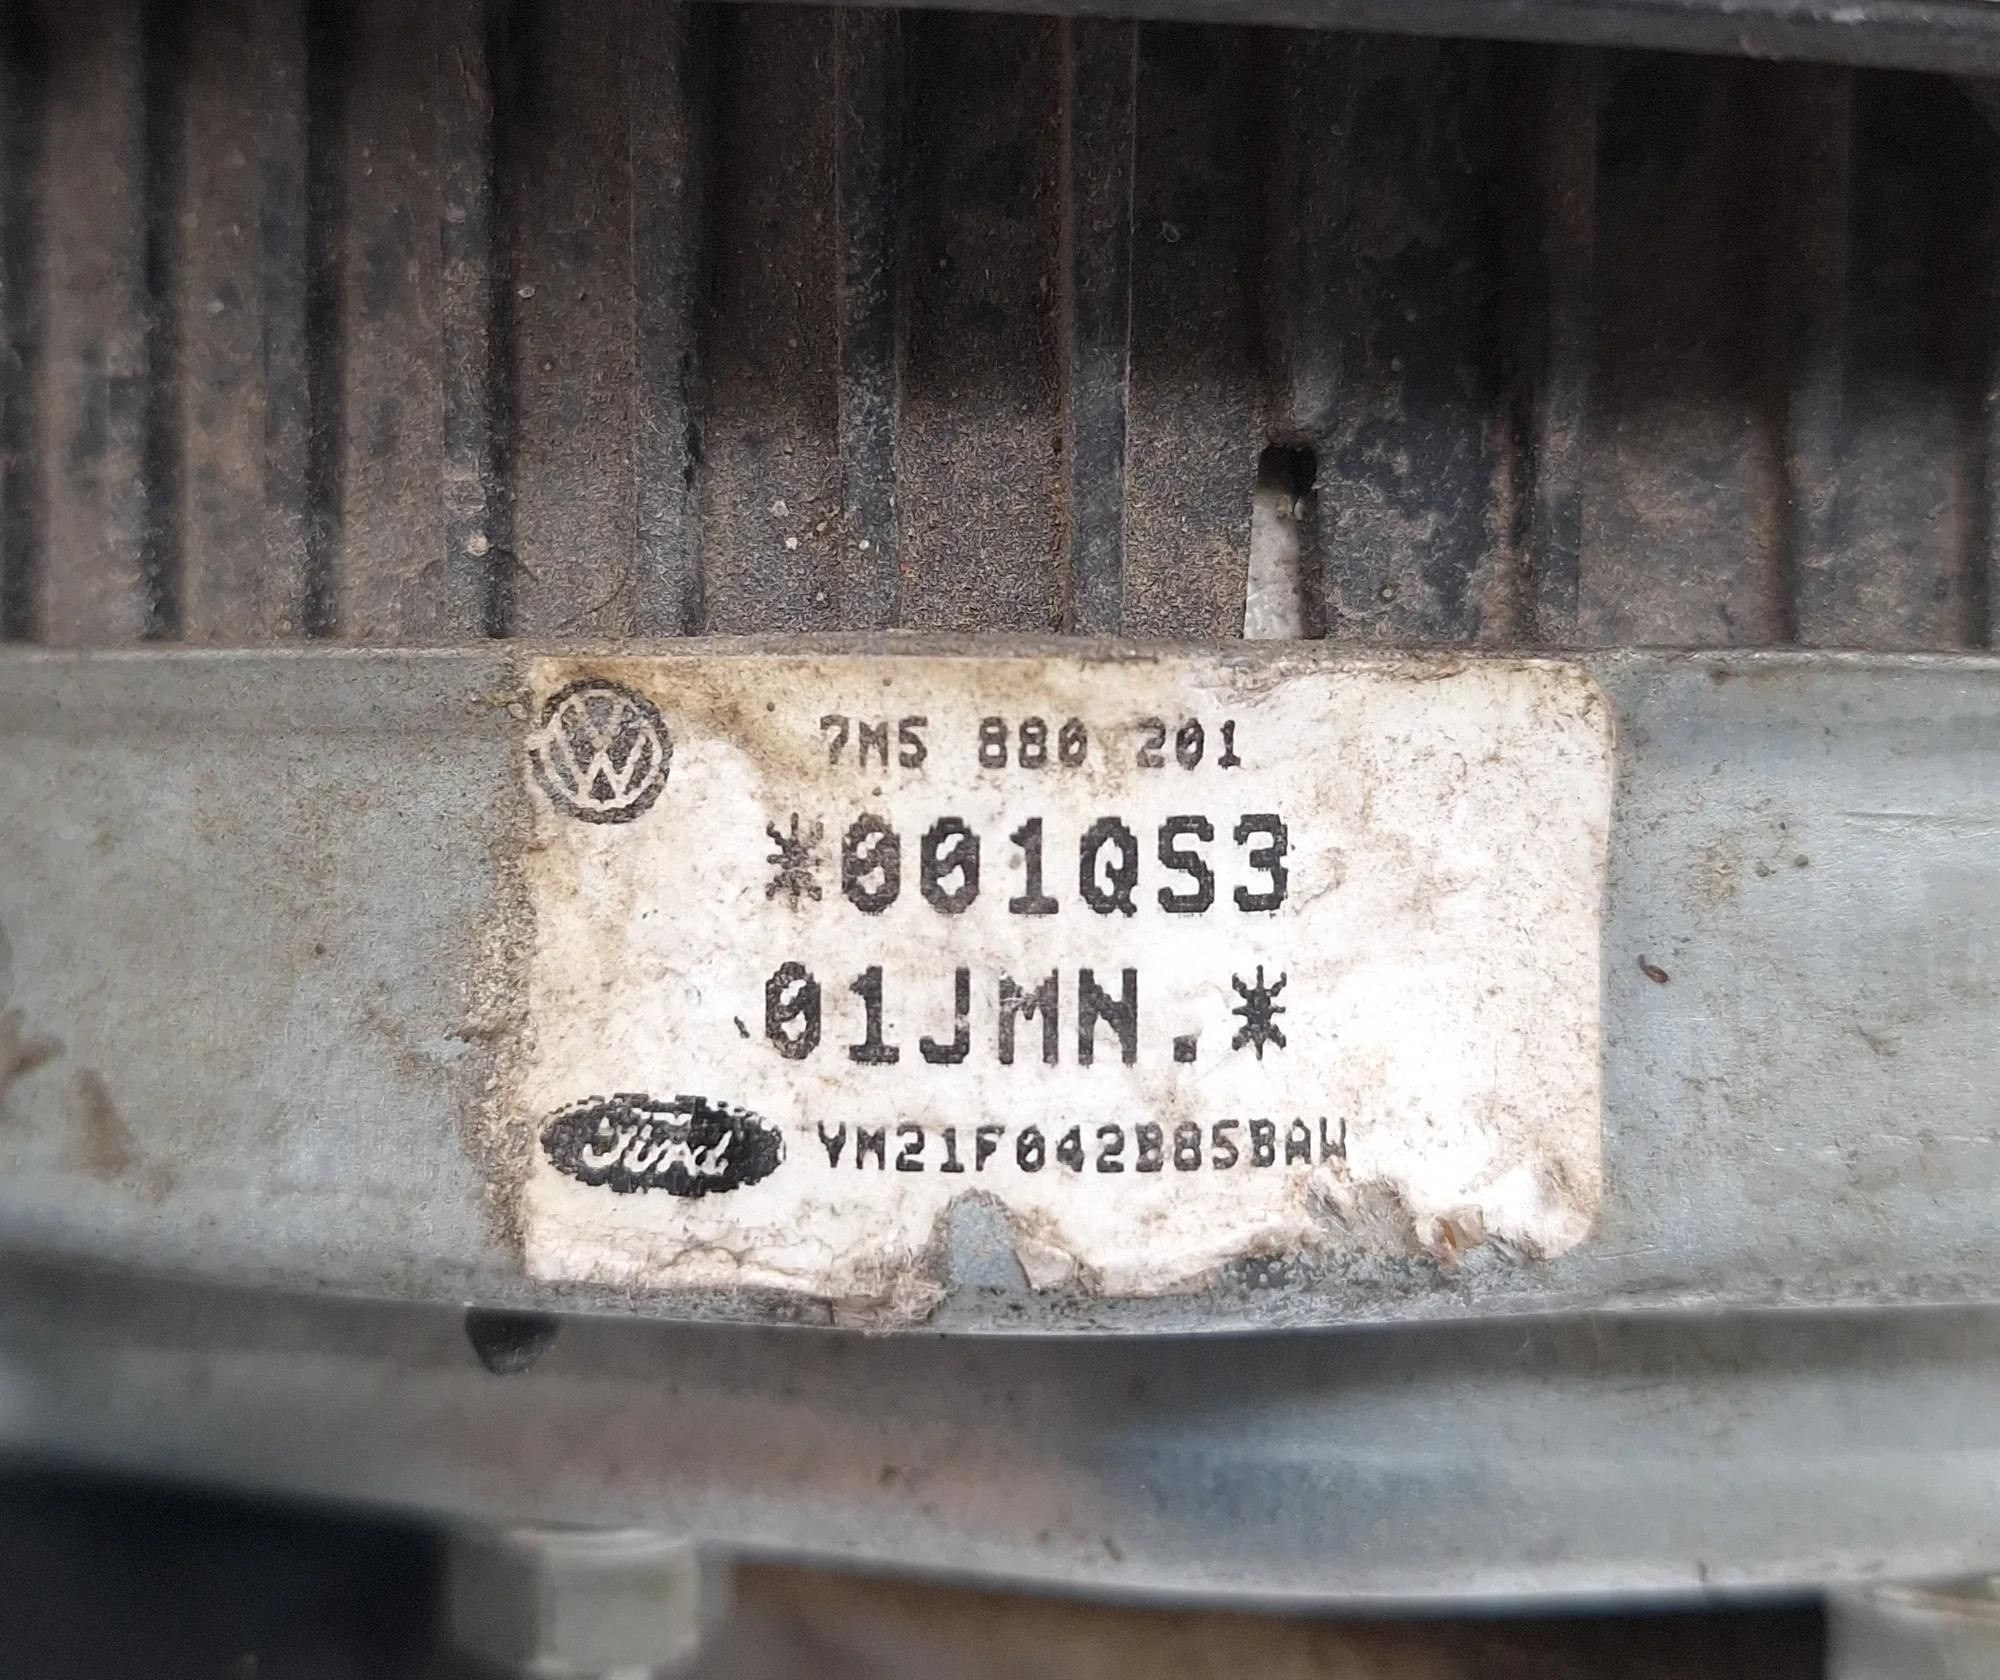 7M5 880 201
*001QS3
01JMN.*
Ford YM21F042B85BAW